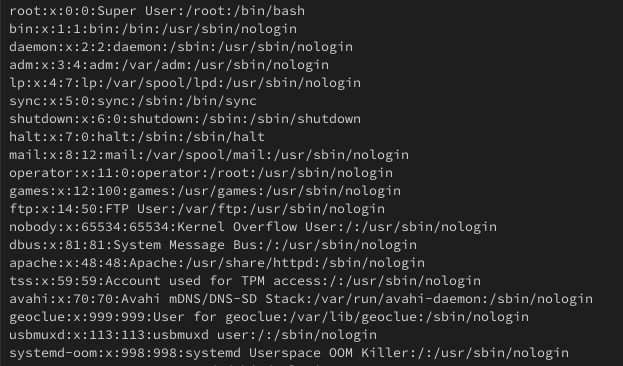 root:x:0:0:Super User:/root:/bin/bash
bin:x:1:1:bin:/bin:/usr/sbin/nologin
daemon:x:2:2:daemon:/sbin:/usr/sbin/nologin
adm:x:3:4:adm:/var/adm:/usr/sbin/nologin
lp:x:4:7:lp:/var/spool/lpd:/usr/sbin/nologin
sync:x:5:0:sync:/sbin:/bin/sync
shutdown:x:6:0:shutdown:/sbin:/sbin/shutdown
halt:x:7:0:halt:/sbin:/sbin/halt
mail:x:8:12:mail:/var/spool/mail:/usr/sbin/nologin
operator:x:11:0:operator:/root:/usr/sbin/nologin
games:x:12:100:games:/usr/games:/usr/sbin/nologin
ftp:x:14:50:FTP User:/var/ftp:/usr/sbin/nologin
nobody:x:65534:65534:Kernel Overflow User:/:/usr/sbin/nologin
dbus:x:81:81:System Message Bus:/:/usr/sbin/nologin
apache:x:48:48:Apache:/usr/share/httpd:/sbin/nologin
tss:x:59:59:Account used for TPM access:/:/usr/sbin/nologin
avahi:x:70:70:Avahi mDNS/DNS-SD Stack:/var/run/avahi-daemon:/sbin/nologin
geoclue:x:999:999:User for geoclue:/var/lib/geoclue:/sbin/nologin
usbmuxd:x:113:113:usbmuxd user:/:/sbin/nologin
systemd-oom:x:998:998:systemd Userspace OOM Killer:/:/usr/sbin/nologin